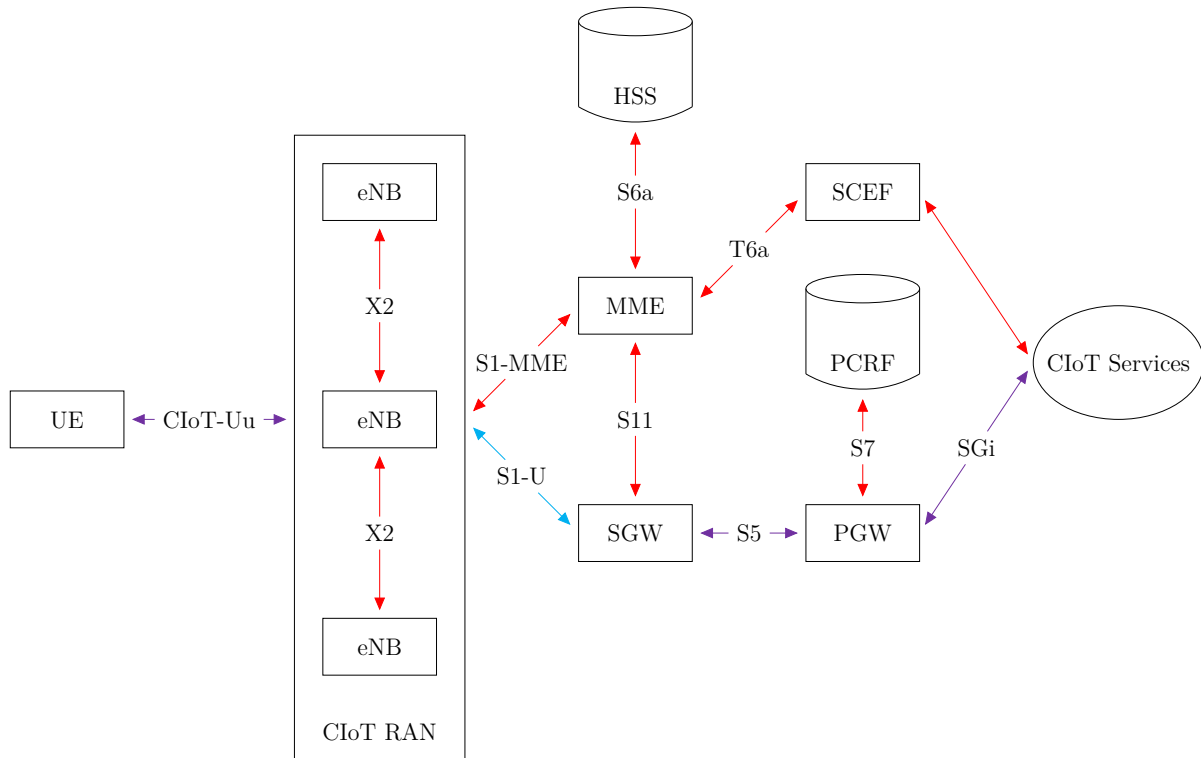 HSS
eNB
S6a
SCEF
T6a
X2
MME
S1-MME
PCRF
CIoT Services
UE
CIoT-Uu
eNB
S11
S7
SGi
S1-U
X2
SGW
S5
PGW
eNB
CIoT RAN